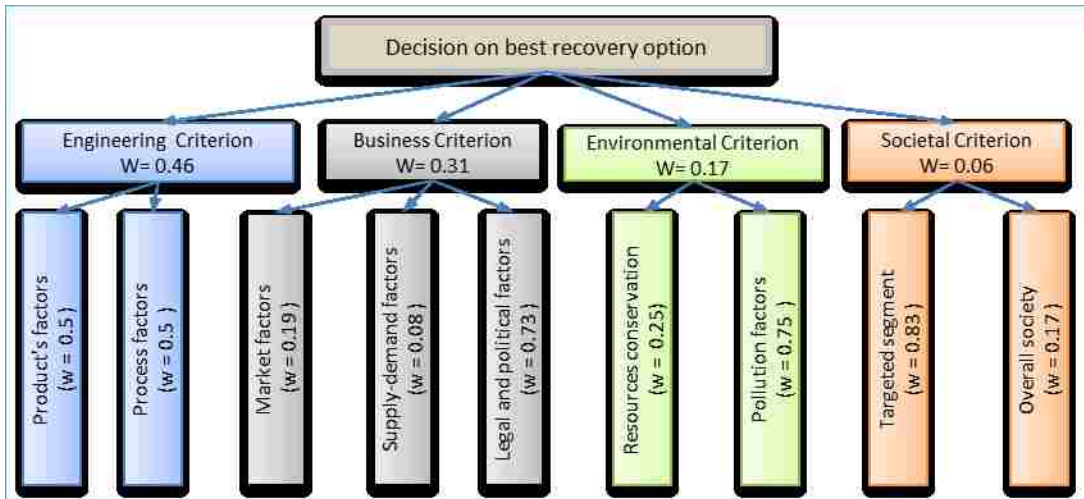 Decision on best recovery option
Engineering Criterion
W= 0.46
Business Criterion
W= 0.31
Environmental Criterion
W= 0.17
Societal Criterion
W= 0.06
Product's factors
(w = 0.5 )
Process factors
(w = 0.5 )
Market factors
(w = 0.19 )
Supply-demand factors
(w = 0.08 )
Legal and political factors
(w = 0.73 )
Resources conservation
(w = 0.25)
Pollution factors
(w = 0.75 )
Targeted segment
(w = 0.83 )
Overall society
(w = 0.17 )